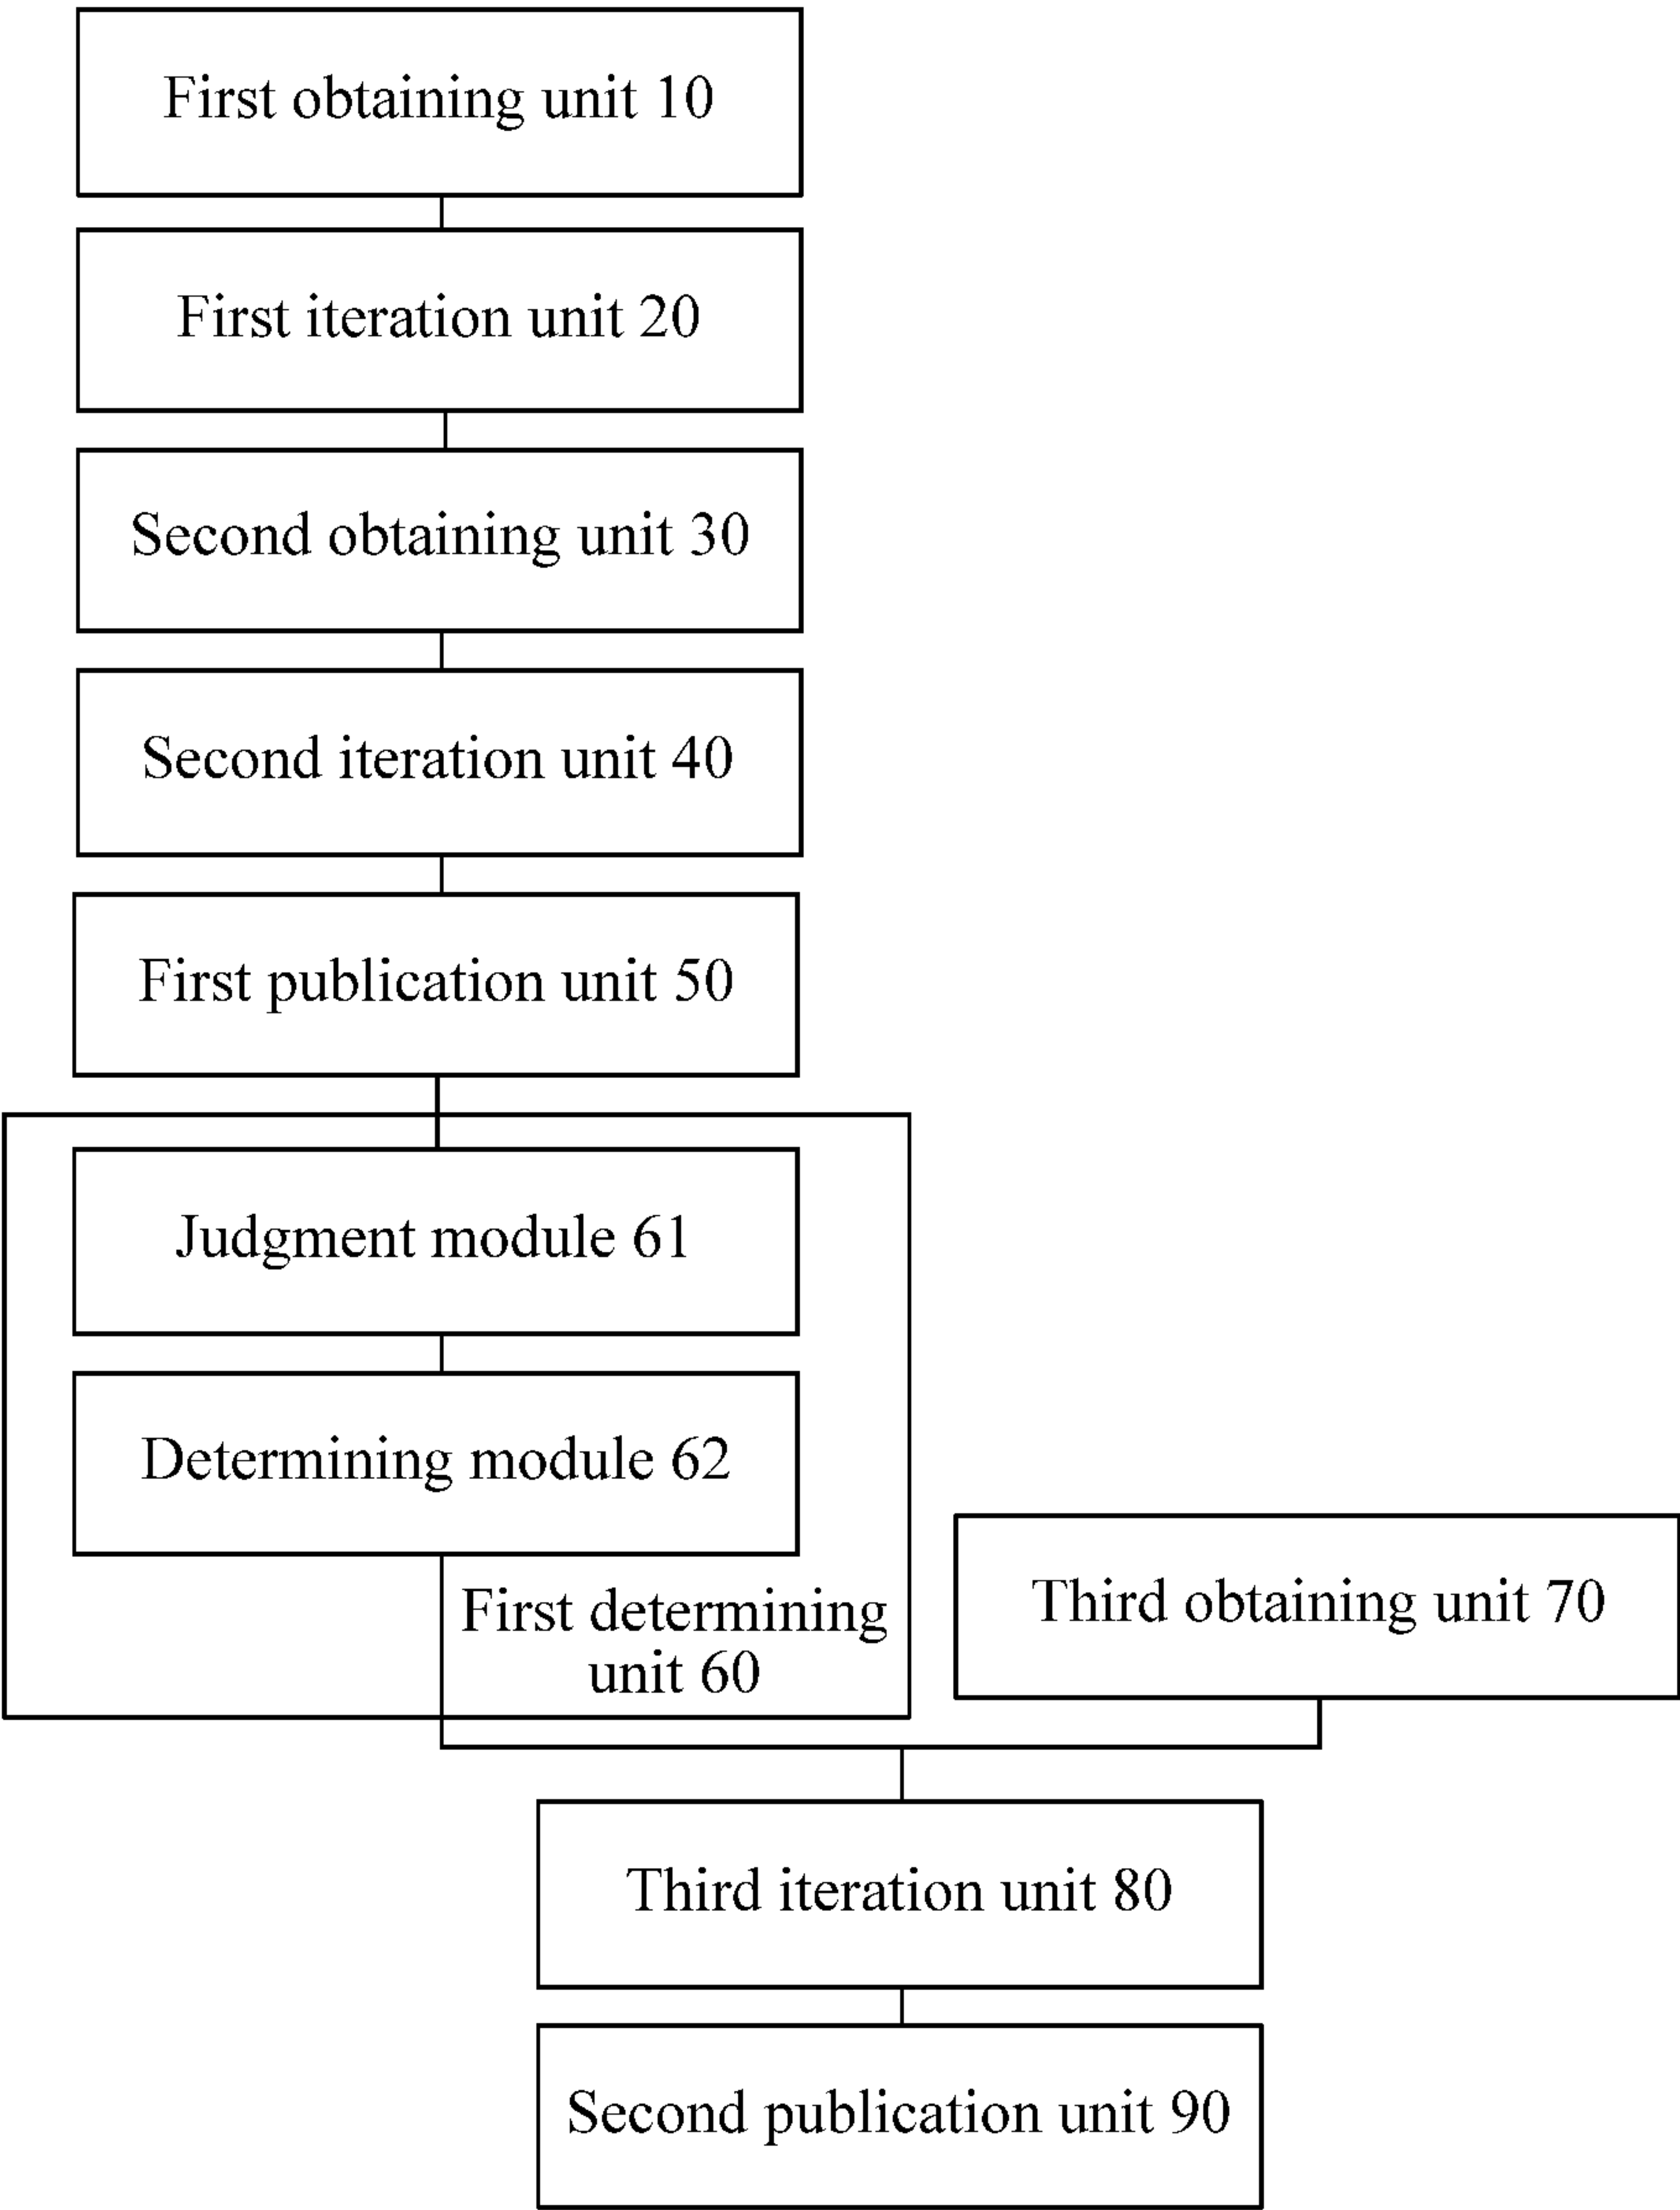 First obtaining unit 10
First iteration unit 20
Second obtaining unit 30
Second iteration unit 40
First publication unit 50
Judgment module 61
Determining module 62
First determining
unit 60
Third obtaining unit 70
Third iteration unit 80
Second publication unit 90